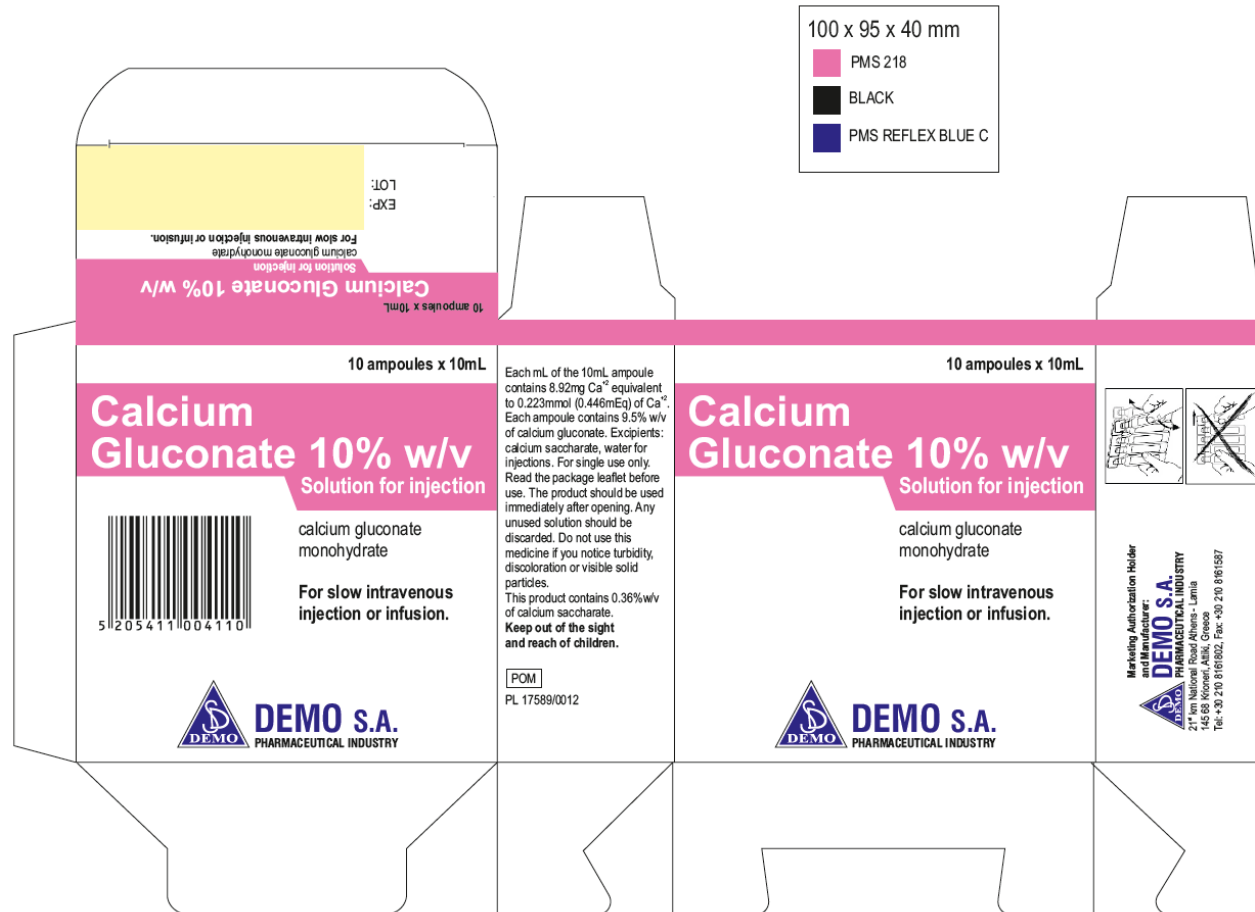 100 x 95 x 40 mm
PMS 218
BLACK
PMS REFLEX BLUE C
LOT:
EXP:
For slow intravenous injection or infusion.
calcium gluconate monohydrate
Solution for injection
Calcium Gluconate 10% w/v
10 ampoules x 10mL
10 ampoules x 10mL
Calcium
Gluconate 10% w/v
Solution for injection
calcium gluconate
monohydrate
For slow intravenous
injection or infusion.
5 205411 004110
SD
DEMO
DEMO S.A.
PHARMACEUTICAL INDUSTRY
Each mL of the 10mL ampoule
contains 8.92mg Ca⁺² equivalent
to 0.223mmol (0.446mEq) of Ca⁺².
Each ampoule contains 9.5% w/v
of calcium gluconate. Excipients:
calcium saccharate, water for
injections. For single use only.
Read the package leaflet before
use. The product should be used
immediately after opening. Any
unused solution should be
discarded. Do not use this
medicine if you notice turbidity,
discoloration or visible solid
particles.
This product contains 0.36%w/v
of calcium saccharate.
Keep out of the sight
and reach of children.
POM
PL 17589/0012
10 ampoules x 10mL
Calcium
Gluconate 10% w/v
Solution for injection
calcium gluconate
monohydrate
For slow intravenous
injection or infusion.
SD
DEMO
DEMO S.A.
PHARMACEUTICAL INDUSTRY
Marketing Authorization Holder
and Manufacturer:
SD
DEMO
DEMO S.A.
PHARMACEUTICAL INDUSTRY
21ˢᵗ km National Road Athens - Lamia
145 68 Krioneri, Attiki, Greece
Tel: +30 210 8161802, Fax: +30 210 8161587